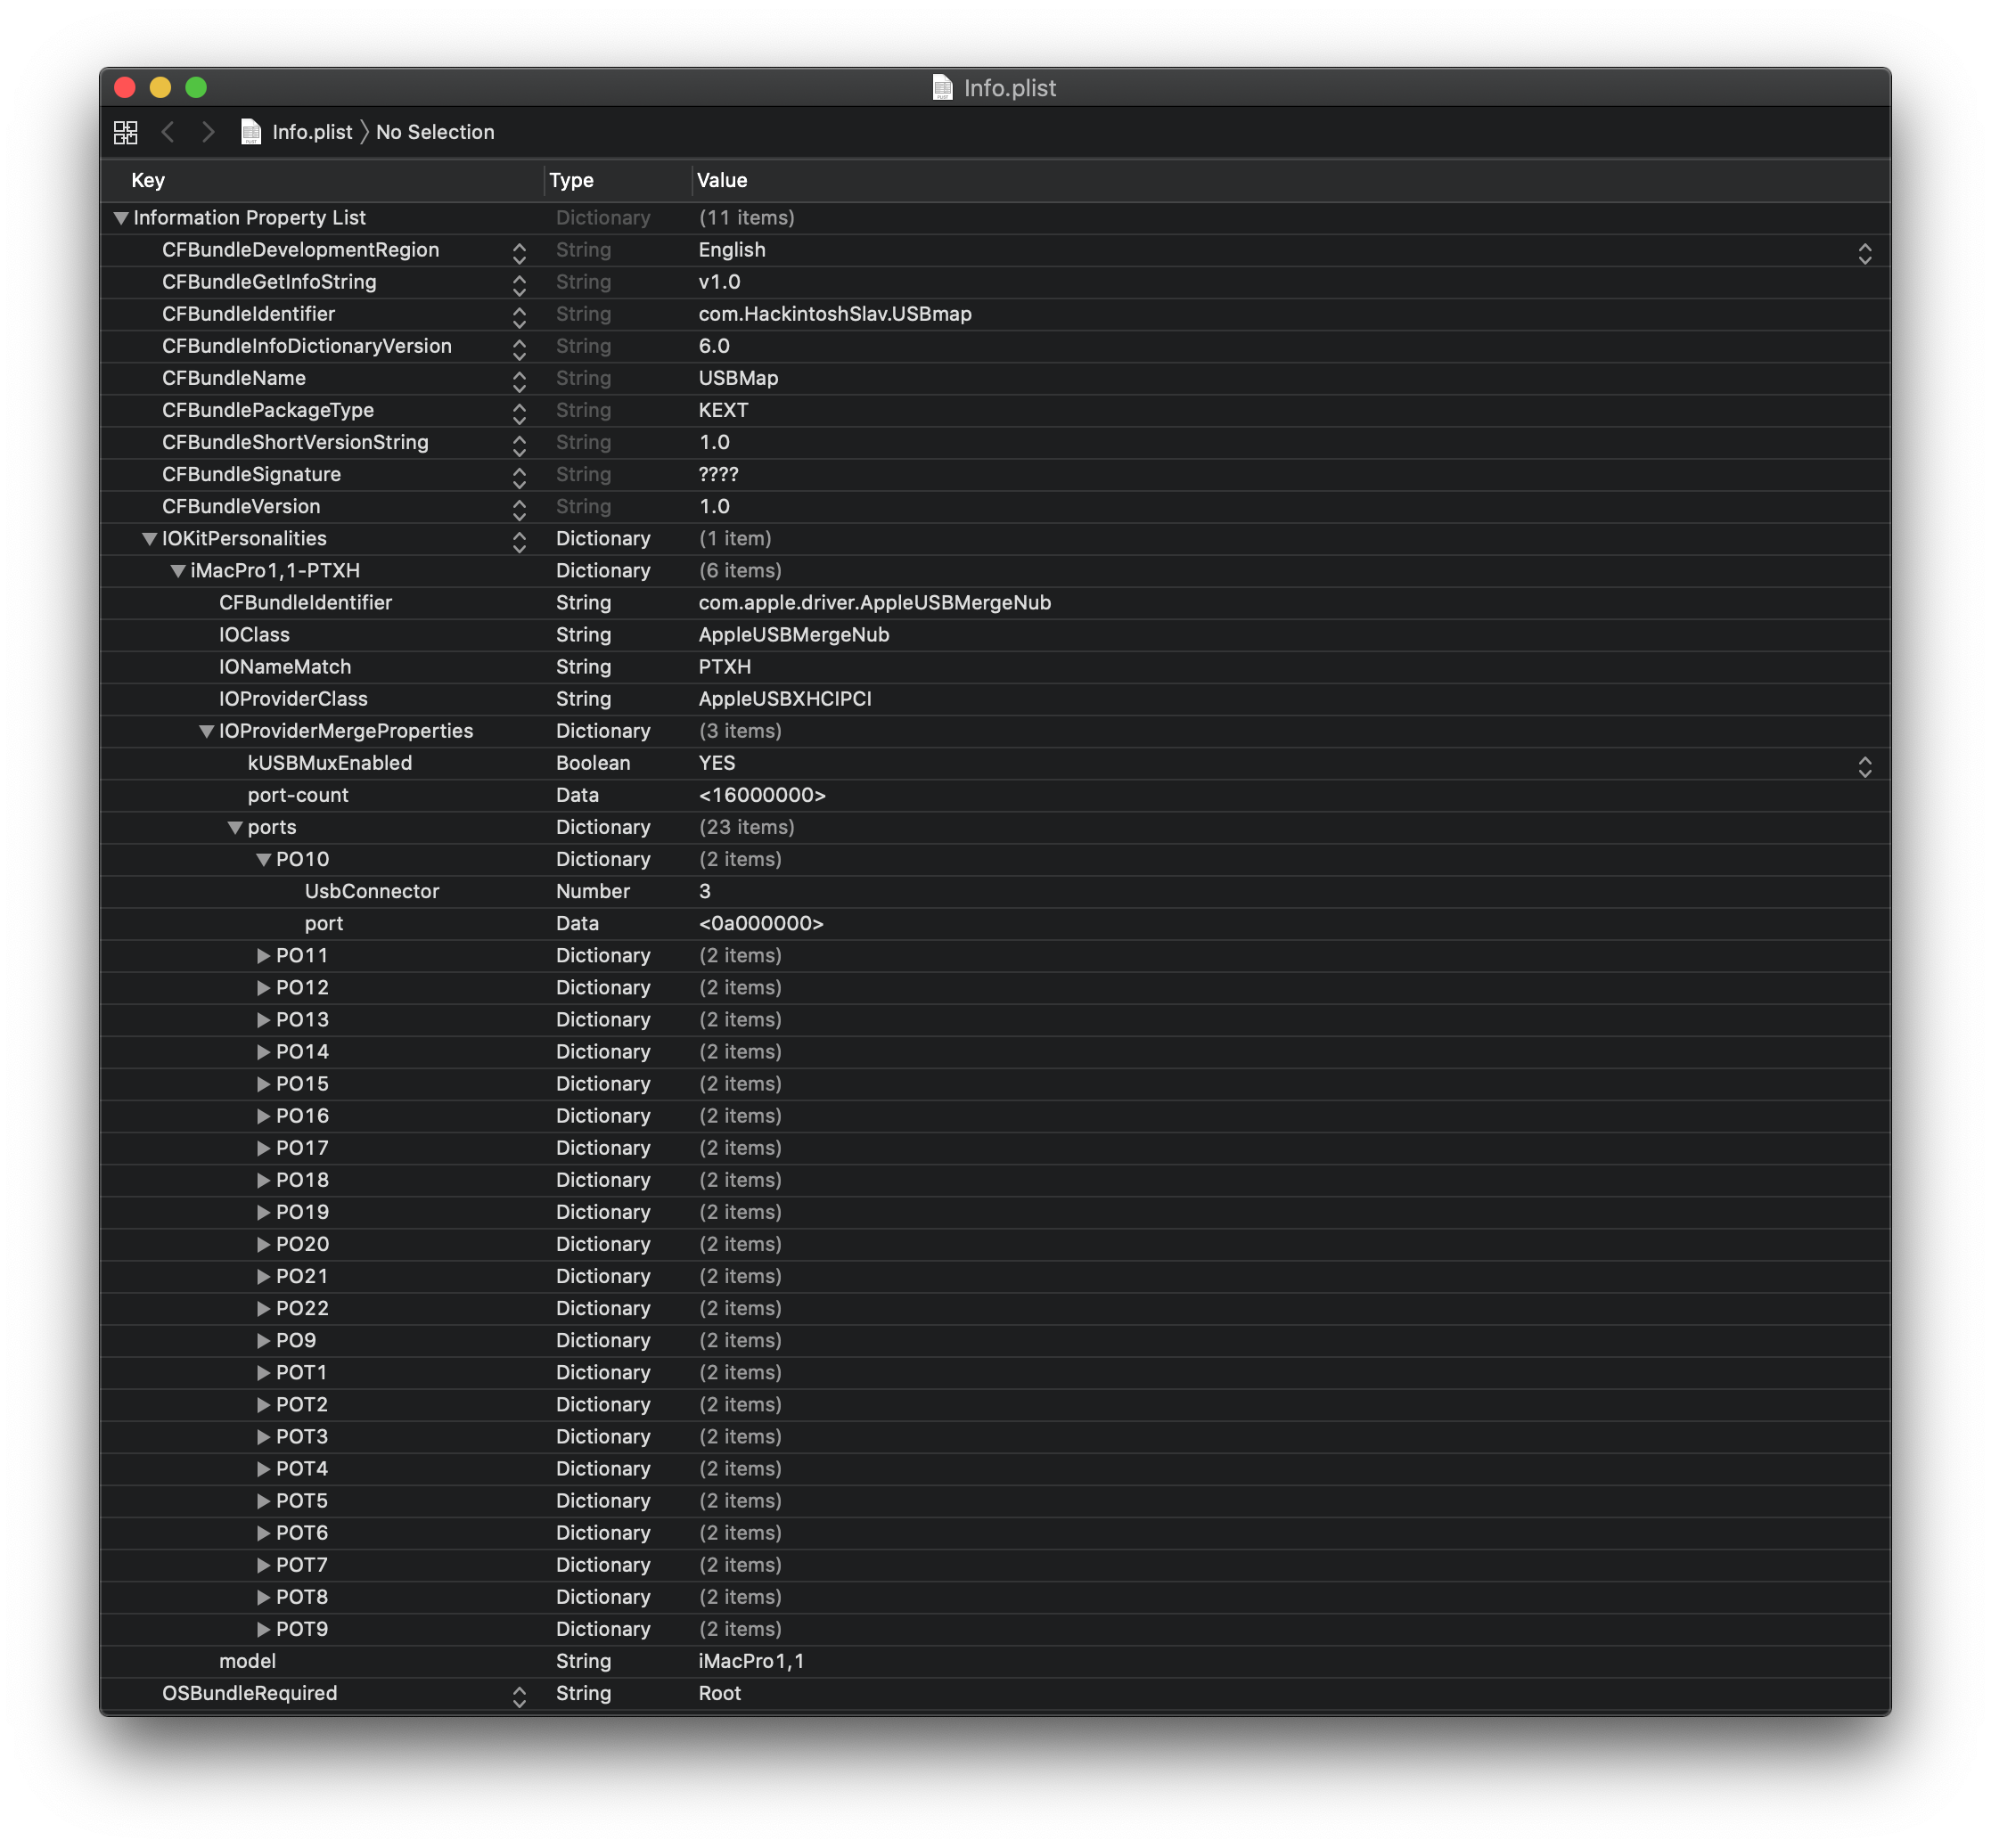 Info.plist
Info.plist 〉 No Selection
Key Type Value
Information Property List Dictionary (11 items)
CFBundleDevelopmentRegion String English
CFBundleGetInfoString String v1.0
CFBundleIdentifier String com.HackintoshSlav.USBmap
CFBundleInfoDictionaryVersion String 6.0
CFBundleName String USBMap
CFBundlePackageType String KEXT
CFBundleShortVersionString String 1.0
CFBundleSignature String ????
CFBundleVersion String 1.0
IOKitPersonalities Dictionary (1 item)
iMacPro1,1-PTXH Dictionary (6 items)
CFBundleIdentifier String com.apple.driver.AppleUSBMergeNub
IOClass String AppleUSBMergeNub
IONameMatch String PTXH
IOProviderClass String AppleUSBXHCIPCI
IOProviderMergeProperties Dictionary (3 items)
kUSBMuxEnabled Boolean YES
port-count Data <16000000>
ports Dictionary (23 items)
PO10 Dictionary (2 items)
UsbConnector Number 3
port Data <0a000000>
PO11 Dictionary (2 items)
PO12 Dictionary (2 items)
PO13 Dictionary (2 items)
PO14 Dictionary (2 items)
PO15 Dictionary (2 items)
PO16 Dictionary (2 items)
PO17 Dictionary (2 items)
PO18 Dictionary (2 items)
PO19 Dictionary (2 items)
PO20 Dictionary (2 items)
PO21 Dictionary (2 items)
PO22 Dictionary (2 items)
PO9 Dictionary (2 items)
POT1 Dictionary (2 items)
POT2 Dictionary (2 items)
POT3 Dictionary (2 items)
POT4 Dictionary (2 items)
POT5 Dictionary (2 items)
POT6 Dictionary (2 items)
POT7 Dictionary (2 items)
POT8 Dictionary (2 items)
POT9 Dictionary (2 items)
model String iMacPro1,1
OSBundleRequired String Root